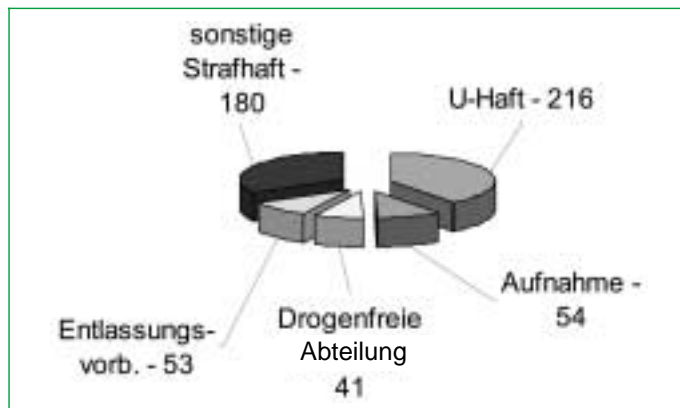 sonstige
Strafhaft -
180
U-Haft - 216
Aufnahme -
54
Drogenfreie
Abteilung
41
Entlassungs-
vorb. - 53